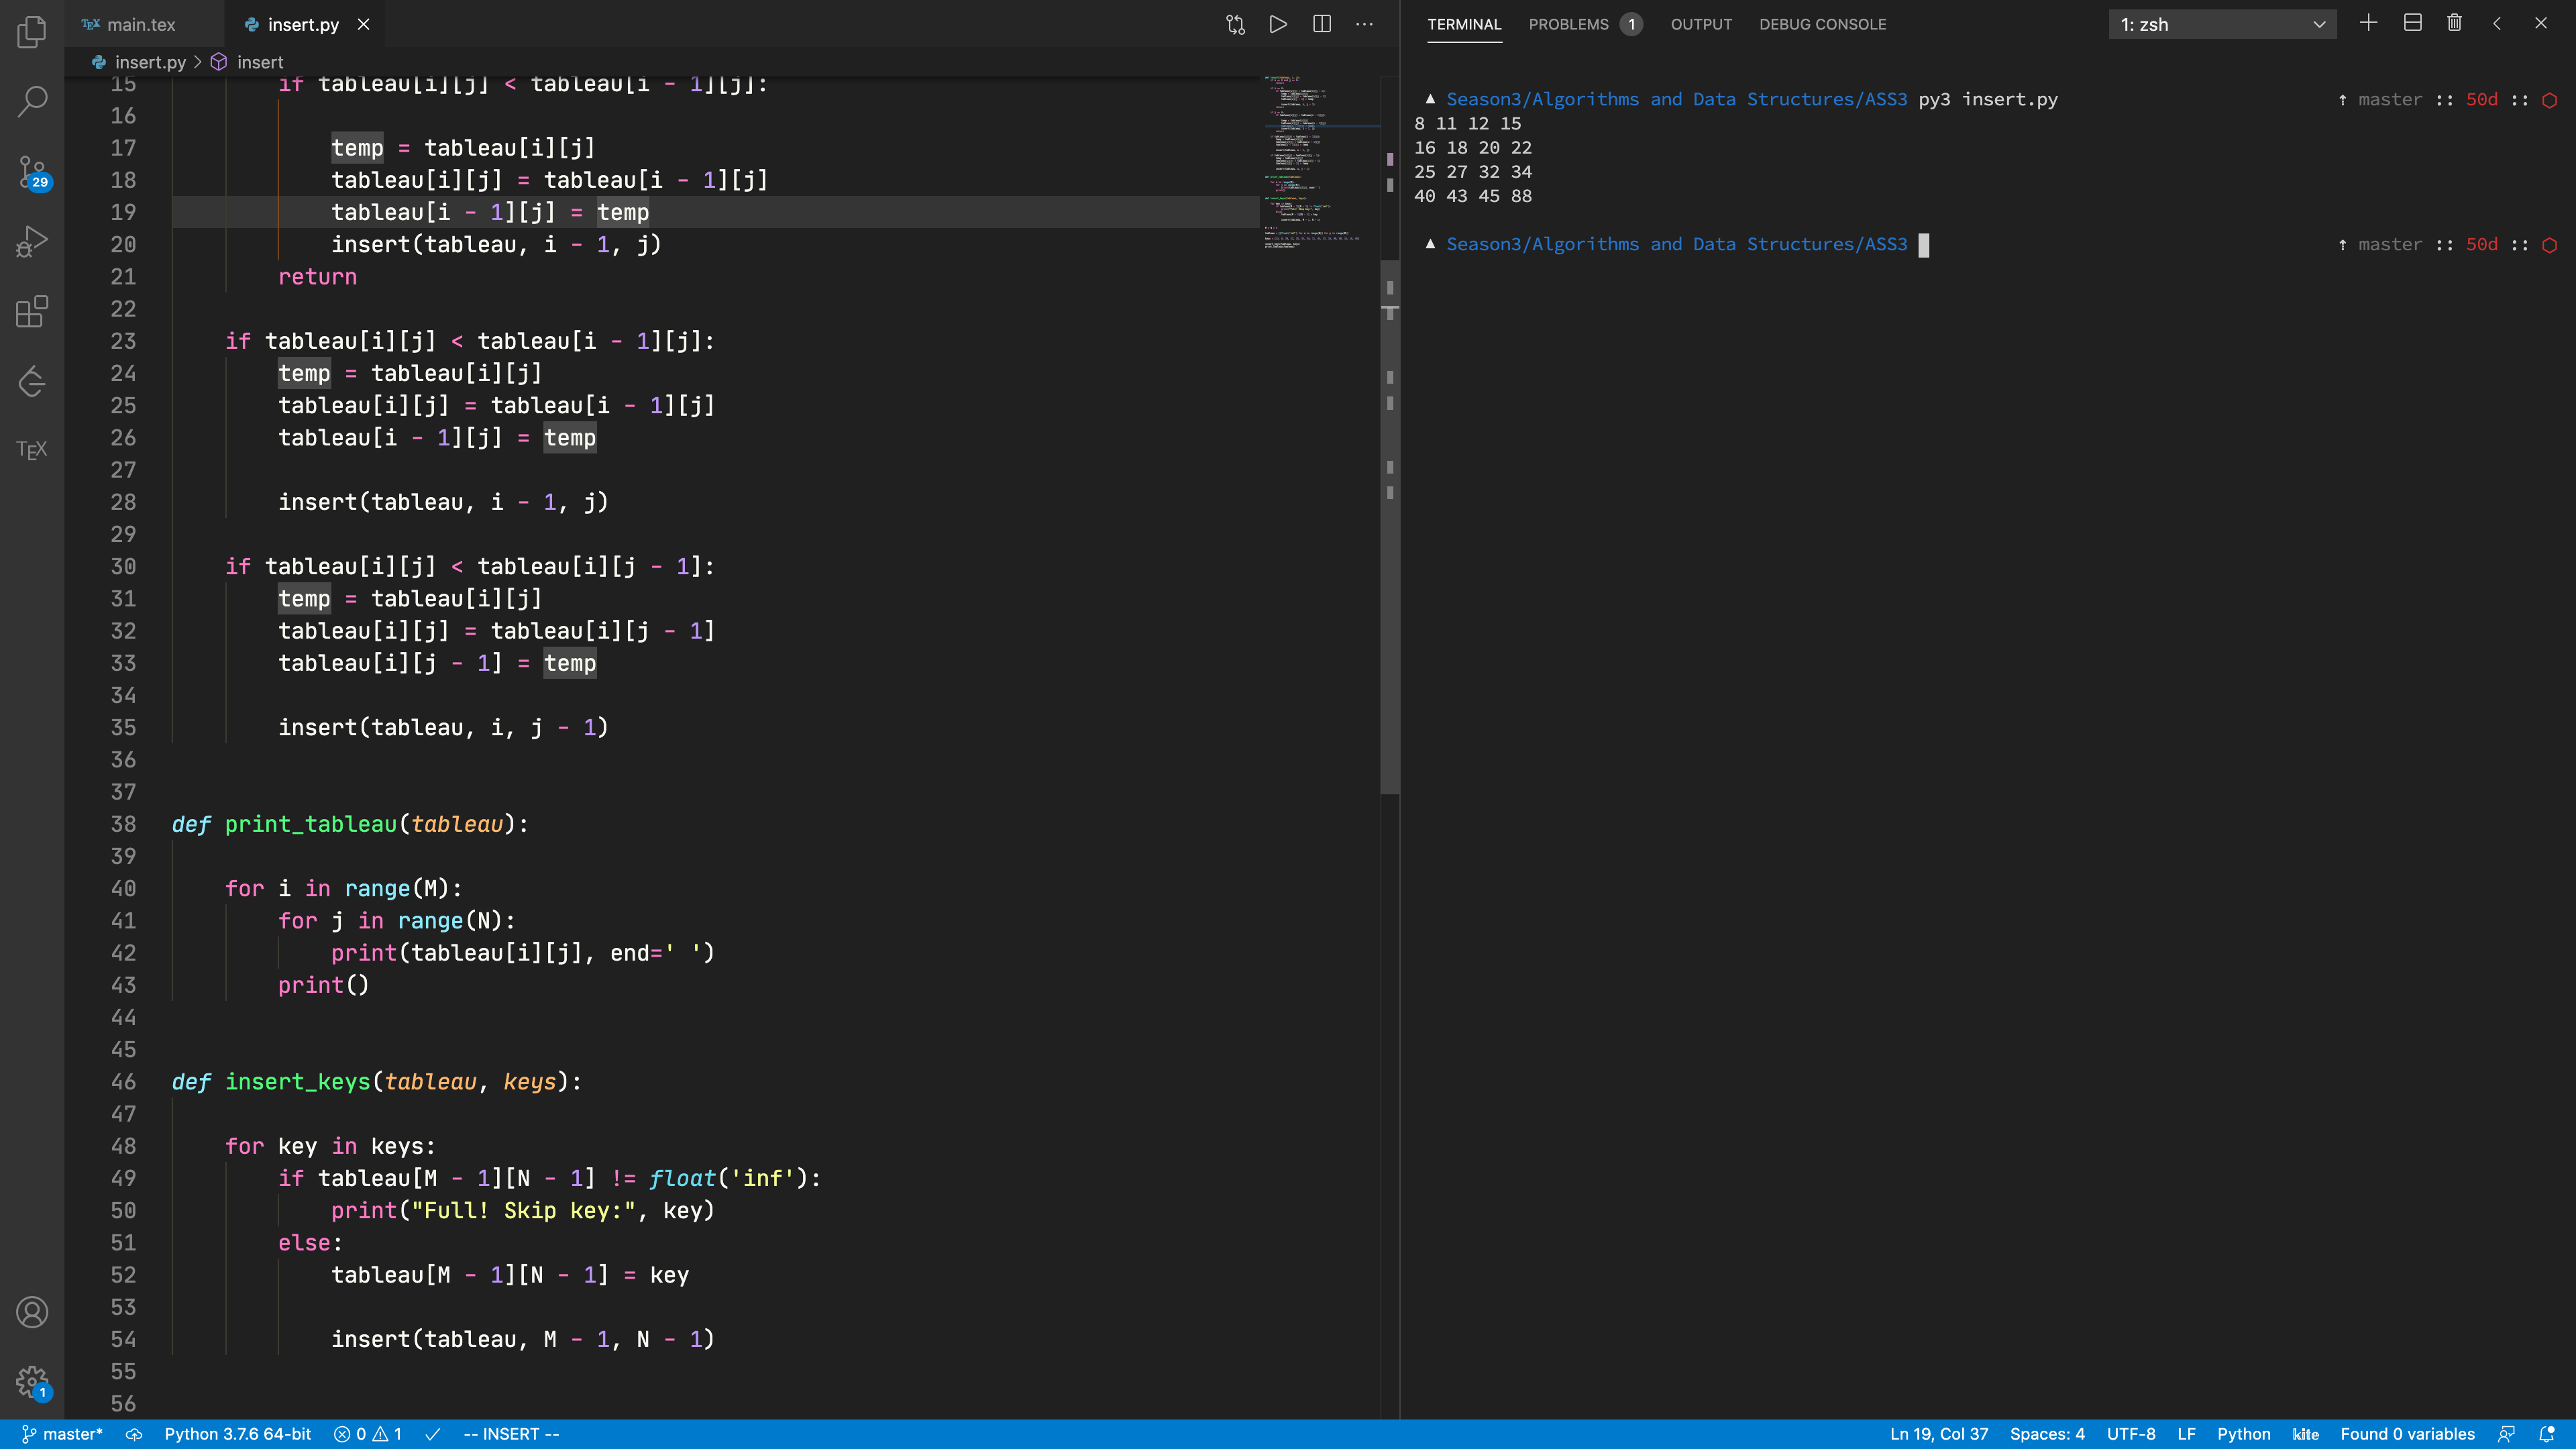 main.tex
insert.py
insert.py > insert
15 if tableau[i][j] < tableau[i - 1][j]:
16
17 temp = tableau[i][j]
18 tableau[i][j] = tableau[i - 1][j]
19 tableau[i - 1][j] = temp
20 insert(tableau, i - 1, j)
21 return
22
23 if tableau[i][j] < tableau[i - 1][j]:
24 temp = tableau[i][j]
25 tableau[i][j] = tableau[i - 1][j]
26 tableau[i - 1][j] = temp
27
28 insert(tableau, i - 1, j)
29
30 if tableau[i][j] < tableau[i][j - 1]:
31 temp = tableau[i][j]
32 tableau[i][j] = tableau[i][j - 1]
33 tableau[i][j - 1] = temp
34
35 insert(tableau, i, j - 1)
36
37
38 def print_tableau(tableau):
39
40 for i in range(M):
41 for j in range(N):
42 print(tableau[i][j], end=' ')
43 print()
44
45
46 def insert_keys(tableau, keys):
47
48 for key in keys:
49 if tableau[M - 1][N - 1] != float('inf'):
50 print("Full! Skip key:", key)
51 else:
52 tableau[M - 1][N - 1] = key
53
54 insert(tableau, M - 1, N - 1)
55
56
TERMINAL PROBLEMS 1 OUTPUT DEBUG CONSOLE 1: zsh
▲ Season3/Algorithms and Data Structures/ASS3 py3 insert.py ⇡ master :: 50d :: ⬡
8 11 12 15
16 18 20 22
25 27 32 34
40 43 45 88
▲ Season3/Algorithms and Data Structures/ASS3 ⇡ master :: 50d :: ⬡
29
TEX
1
master* Python 3.7.6 64-bit 0 1 -- INSERT -- Ln 19, Col 37 Spaces: 4 UTF-8 LF Python kite Found 0 variables